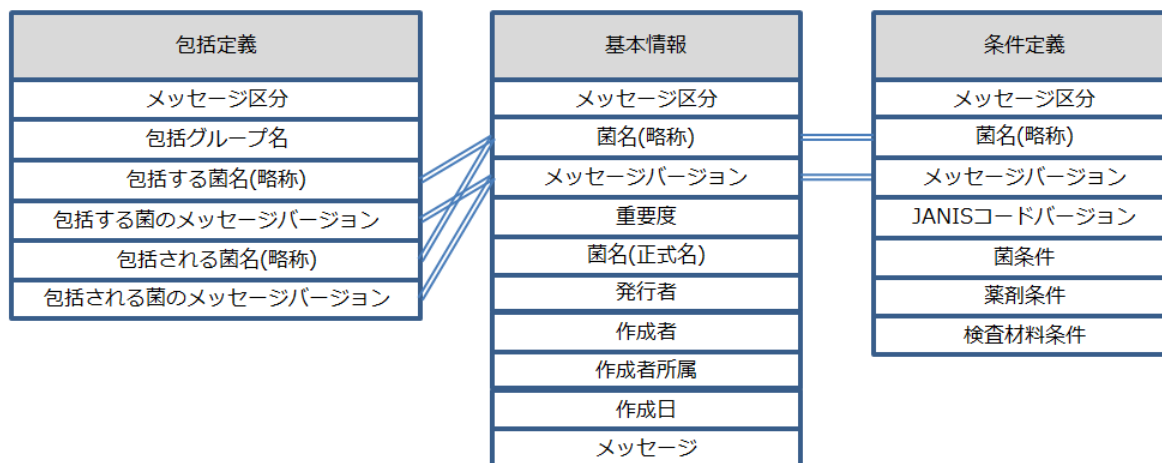 包括定義
メッセージ区分
包括グループ名
包括する菌名(略称)
包括する菌のメッセージバージョン
包括される菌名(略称)
包括される菌のメッセージバージョン
基本情報
メッセージ区分
菌名(略称)
メッセージバージョン
重要度
菌名(正式名)
発行者
作成者
作成者所属
作成日
メッセージ
条件定義
メッセージ区分
菌名(略称)
メッセージバージョン
JANISコードバージョン
菌条件
薬剤条件
検査材料条件